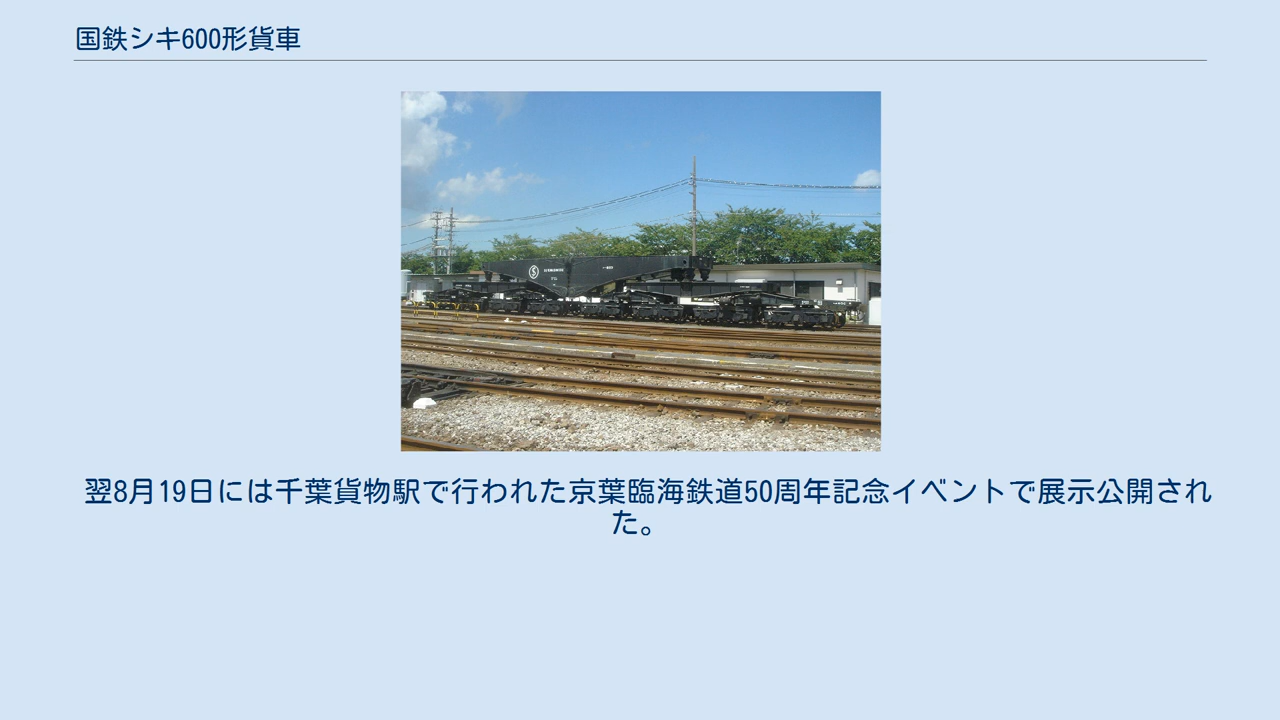 国鉄シキ600形貨車
翌8月19日には千葉貨物駅で行われた京葉臨海鉄道50周年記念イベントで展示公開され
た。